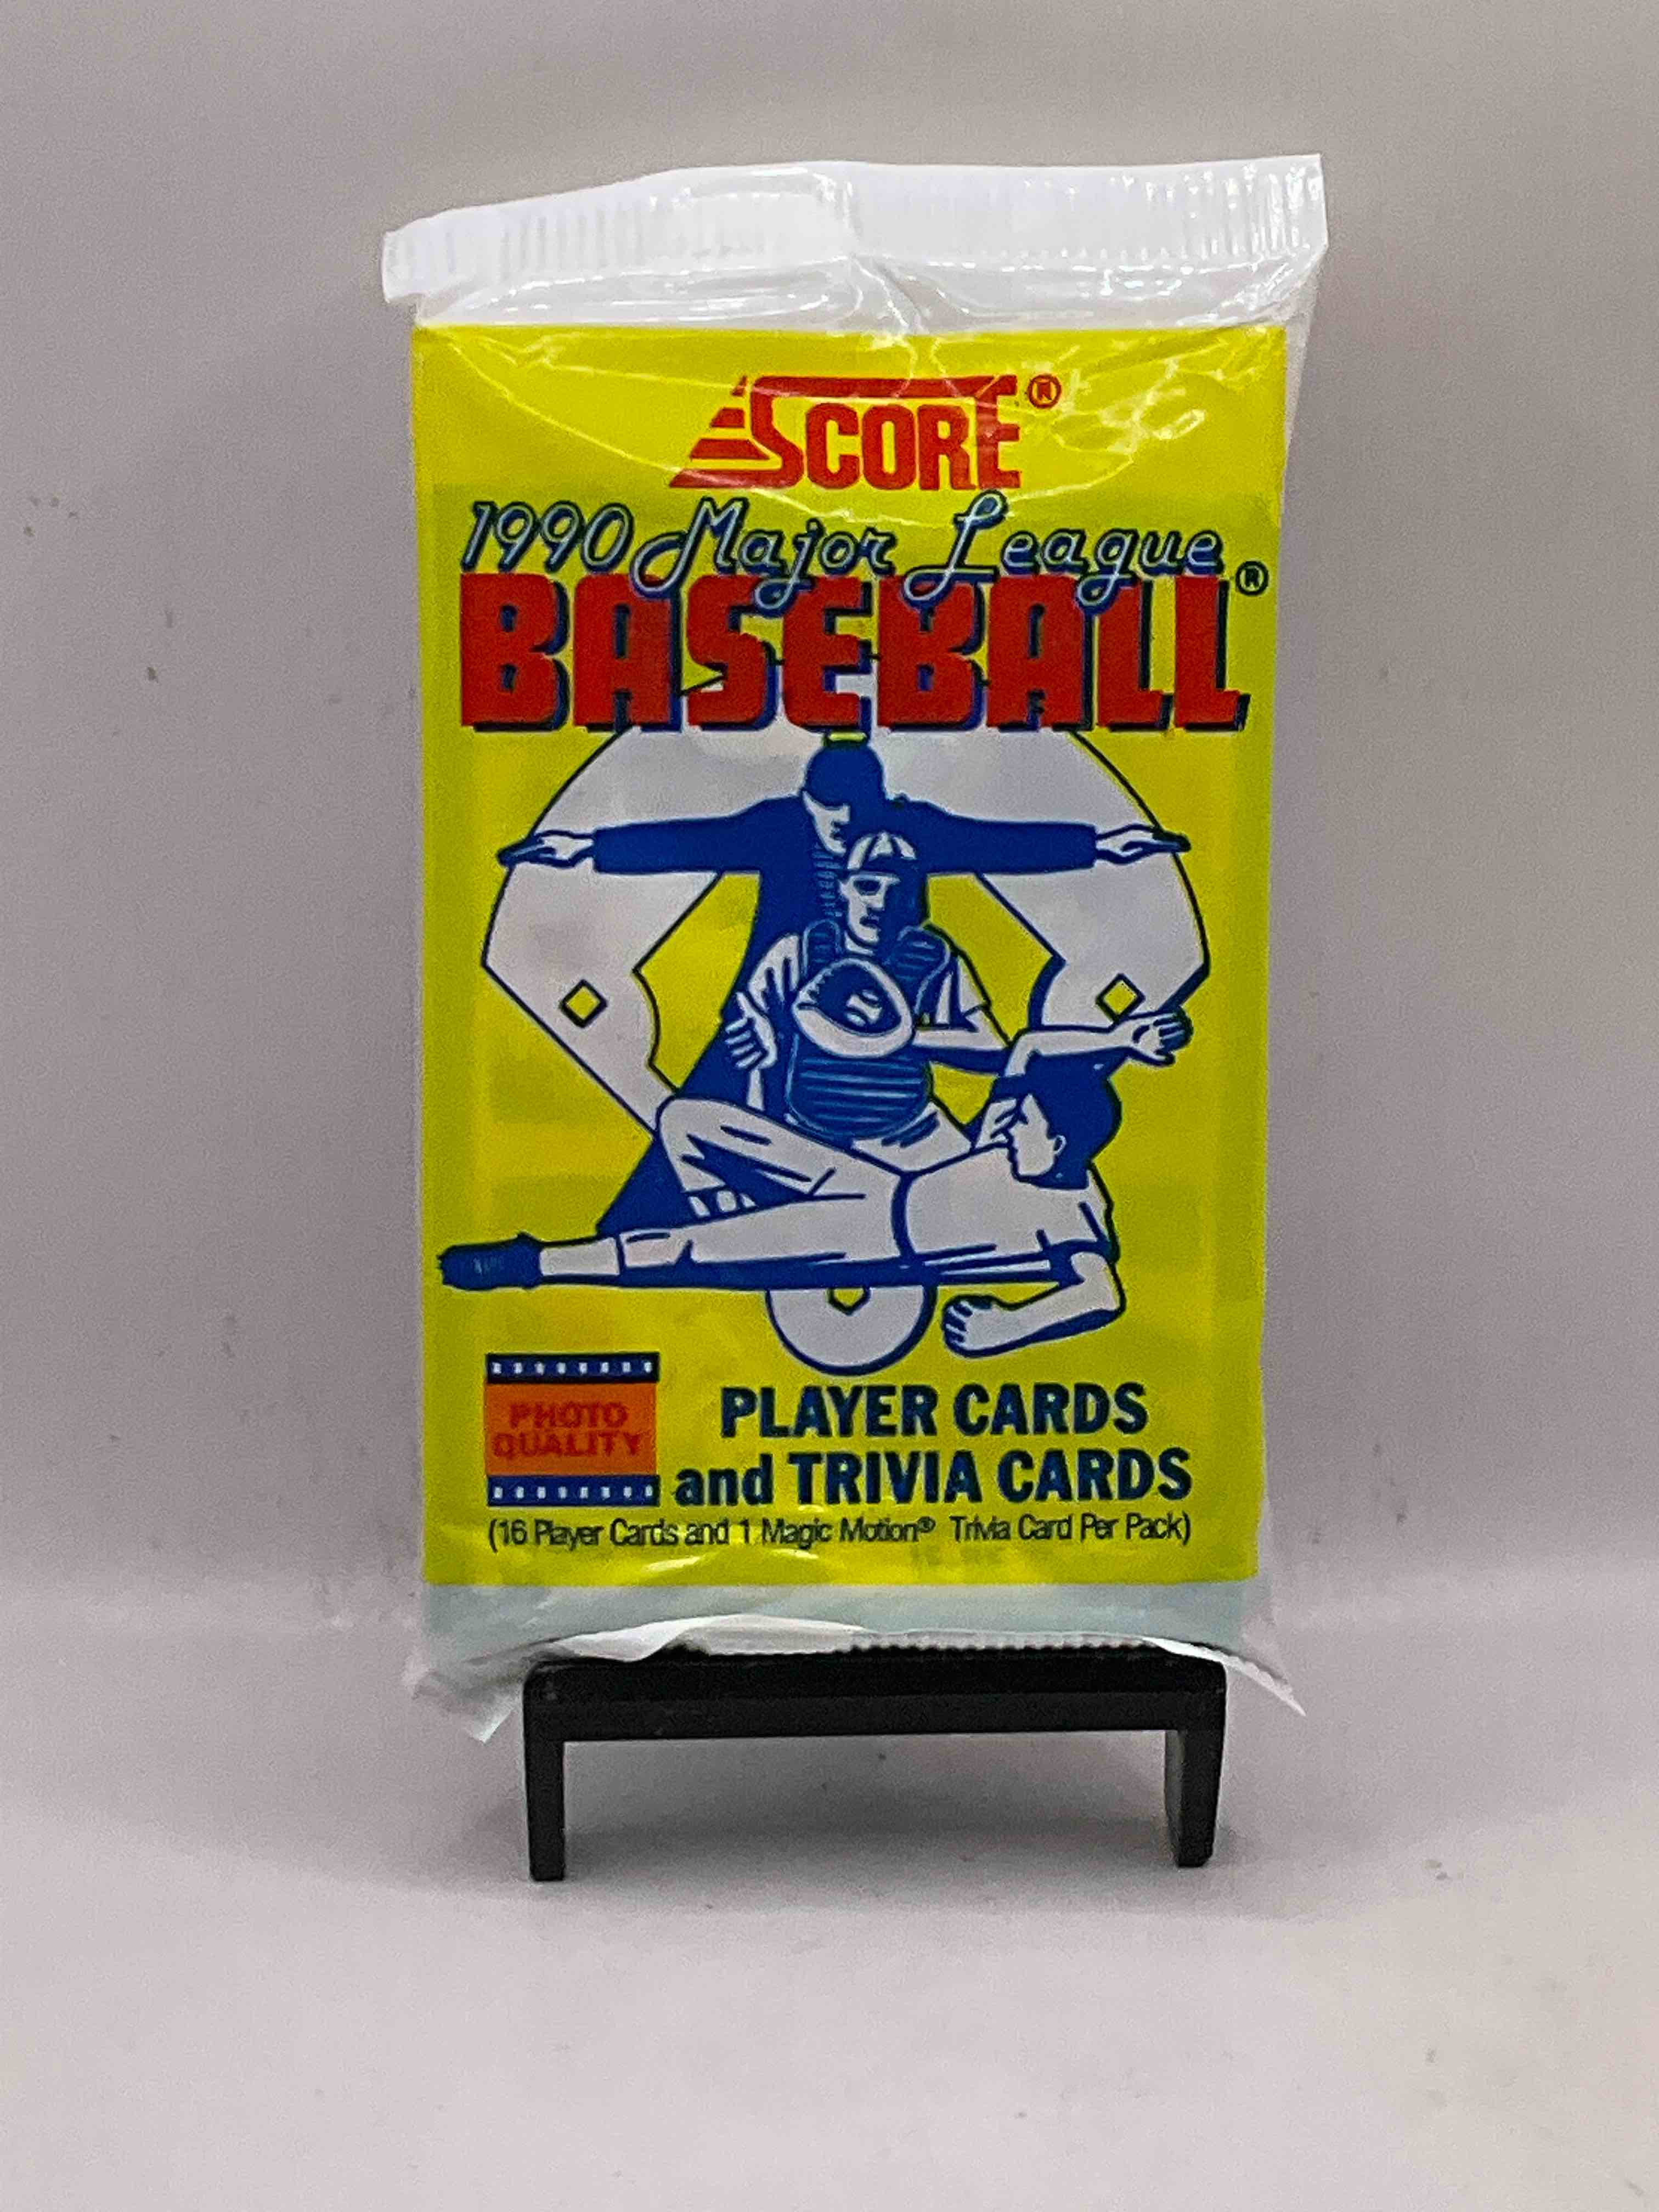 SCORE®
1990 Major League
BASEBALL®
PHOTO
QUALITY
PLAYER CARDS
and TRIVIA CARDS
(16 Player Cards and 1 Magic Motion® Trivia Card Per Pack)